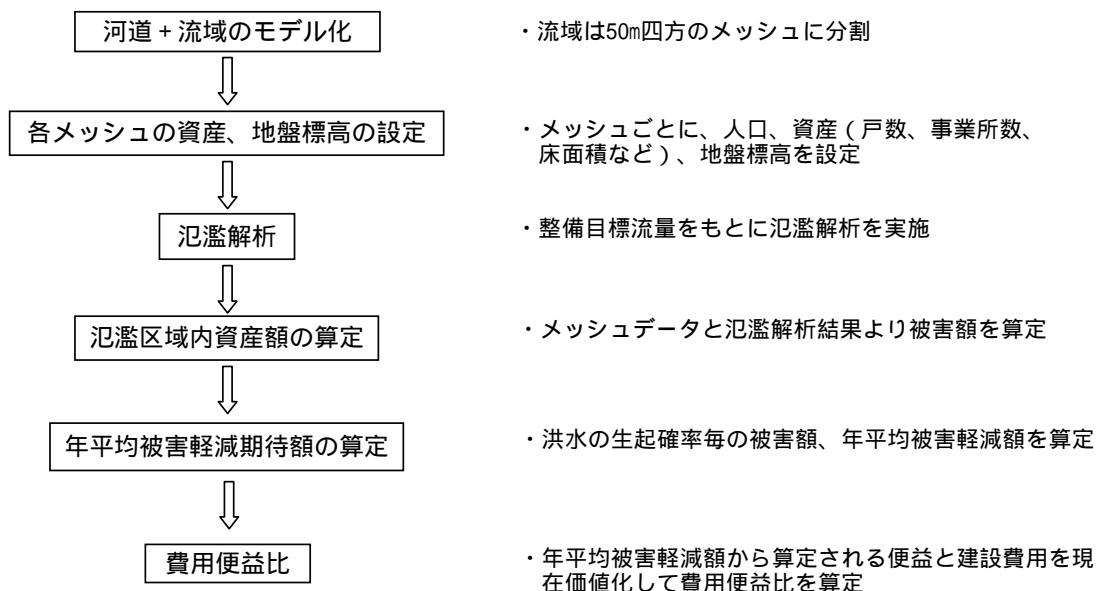 河道＋流域のモデル化
・流域は50m四方のメッシュに分割
各メッシュの資産、地盤標高の設定
・メッシュごとに、人口、資産（戸数、事業所数、
床面積など）、地盤標高を設定
氾濫解析
・整備目標流量をもとに氾濫解析を実施
氾濫区域内資産額の算定
・メッシュデータと氾濫解析結果より被害額を算定
年平均被害軽減期待額の算定
・洪水の生起確率毎の被害額、年平均被害軽減額を算定
費用便益比
・年平均被害軽減額から算定される便益と建設費用を現
在価値化して費用便益比を算定